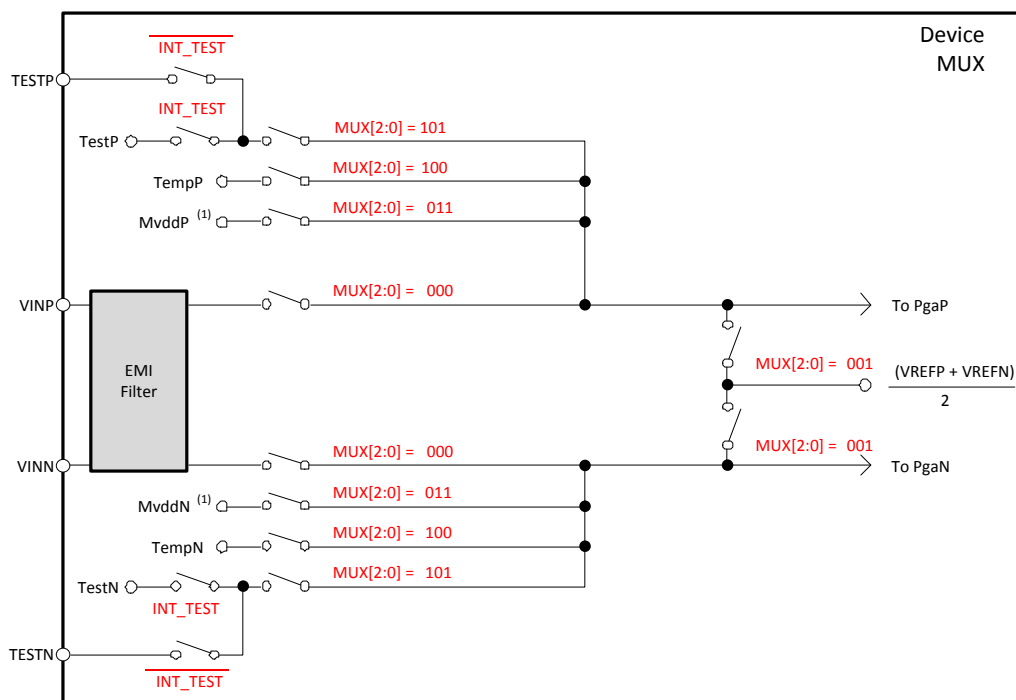 Device
MUX
INT_TEST
TESTP
INT_TEST
TestP
MUX[2:0] = 101
TempP
MUX[2:0] = 100
MvddP (1)
MUX[2:0] = 011
VINP
MUX[2:0] = 000
To PgaP
EMI
Filter
MUX[2:0] = 001
(VREFP + VREFN)
2
VINN
MUX[2:0] = 000
MUX[2:0] = 001
To PgaN
MvddN (1)
MUX[2:0] = 011
TempN
MUX[2:0] = 100
TestN
MUX[2:0] = 101
INT_TEST
TESTN
INT_TEST